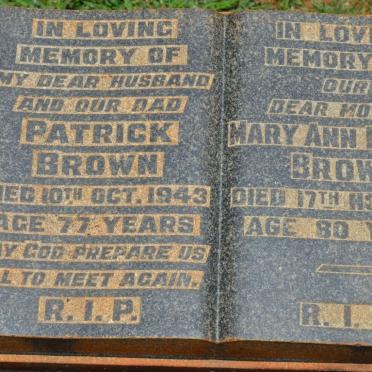 IN LOVING
MEMORY OF
MY DEAR HUSBAND
AND OUR DAD
PATRICK
BROWN
DIED 10TH OCT. 1943
AGE 77 YEARS
MAY GOD PREPARE US
ALL TO MEET AGAIN.
R. I. P.
IN LOV
MEMORY
OUR
DEAR MO
MARY ANN
BROW
DIED 17TH NO
AGE 80 Y
R. I.